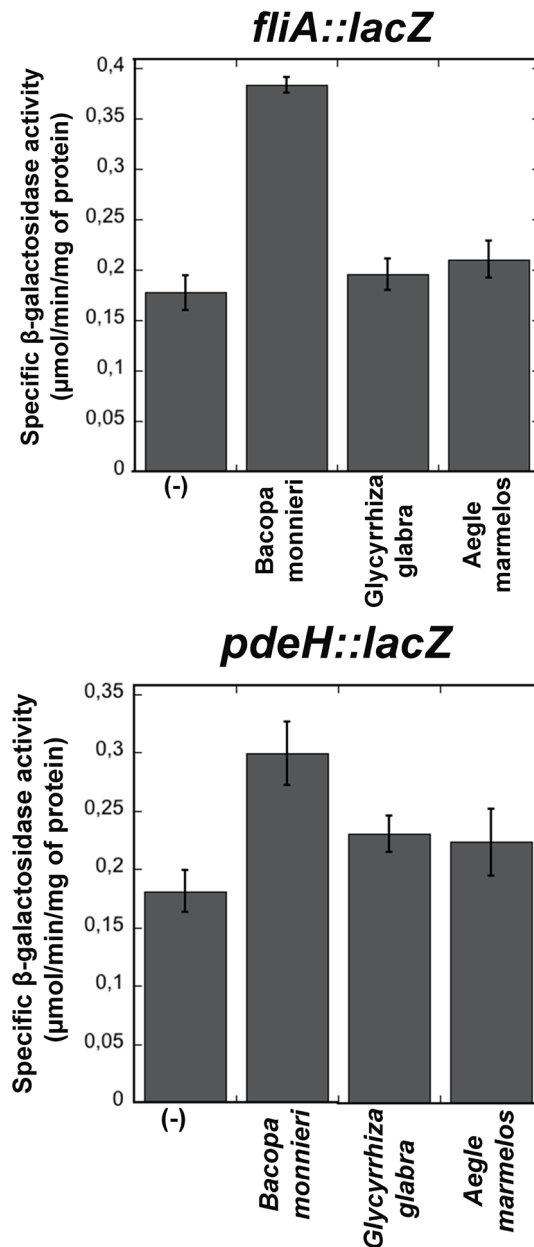 fliA::lacZ
Specific β-galactosidase activity
(µmol/min/mg of protein)
0,4
0,35
0,3
0,25
0,2
0,15
0,1
0,05
0
(-)
Bacopa
monnieri
Glycyrrhiza
glabra
Aegle
marmelos
pdeH::lacZ
Specific β-galactosidase activity
(µmol/min/mg of protein)
0,35
0,3
0,25
0,2
0,15
0,1
0,05
0
(-)
Bacopa
monnieri
Glycyrrhiza
glabra
Aegle
marmelos